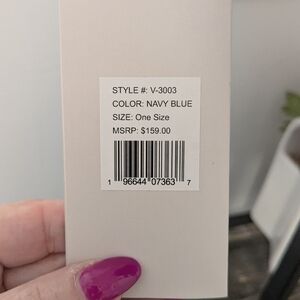 STYLE #: V-3003
COLOR: NAVY BLUE
SIZE: One Size
MSRP: $159.00
1 96644 07363 7